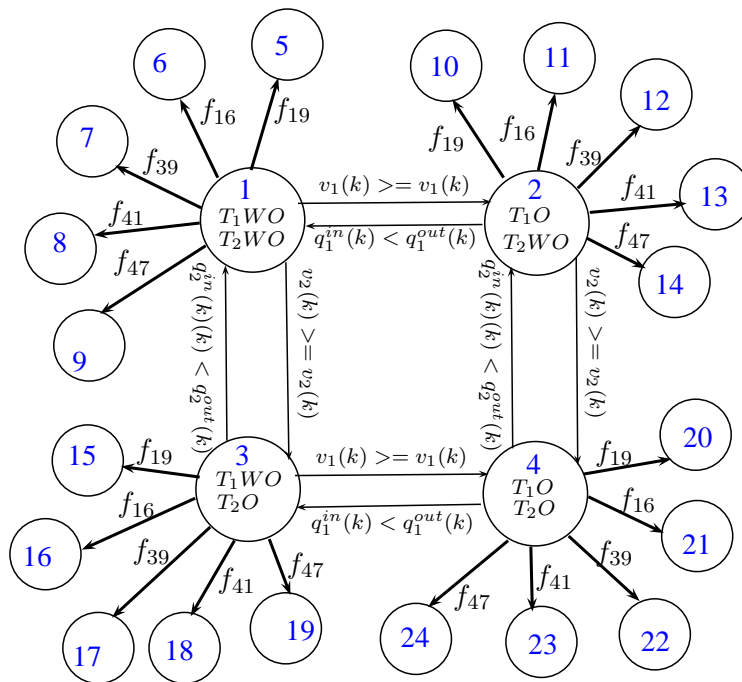 5
6
10
11
12
7
f₁₆
f₁₉
f₁₉
f₁₆
f₃₉
f₃₉
13
8
f₄₁
f₄₁
1
T₁WO
T₂WO
v₁(k) >= v₁(k)
q₁ⁱⁿ(k) < q₁ᵒᵘᵗ(k)
2
T₁O
T₂WO
f₄₇
f₄₇
14
9
q₂ⁱⁿ(k)(k) < q₂ᵒᵘᵗ(k)
v₂(k) >= v₂(k)
q₂ⁱⁿ(k)(k) < q₂ᵒᵘᵗ(k)
v₂(k) >= v₂(k)
15
f₁₉
3
T₁WO
T₂O
v₁(k) >= v₁(k)
q₁ⁱⁿ(k) < q₁ᵒᵘᵗ(k)
4
T₁O
T₂O
f₁₉
20
f₁₆
f₁₆
21
16
f₃₉
f₄₁
f₄₇
f₄₇
f₄₁
f₃₉
17
18
19
24
23
22